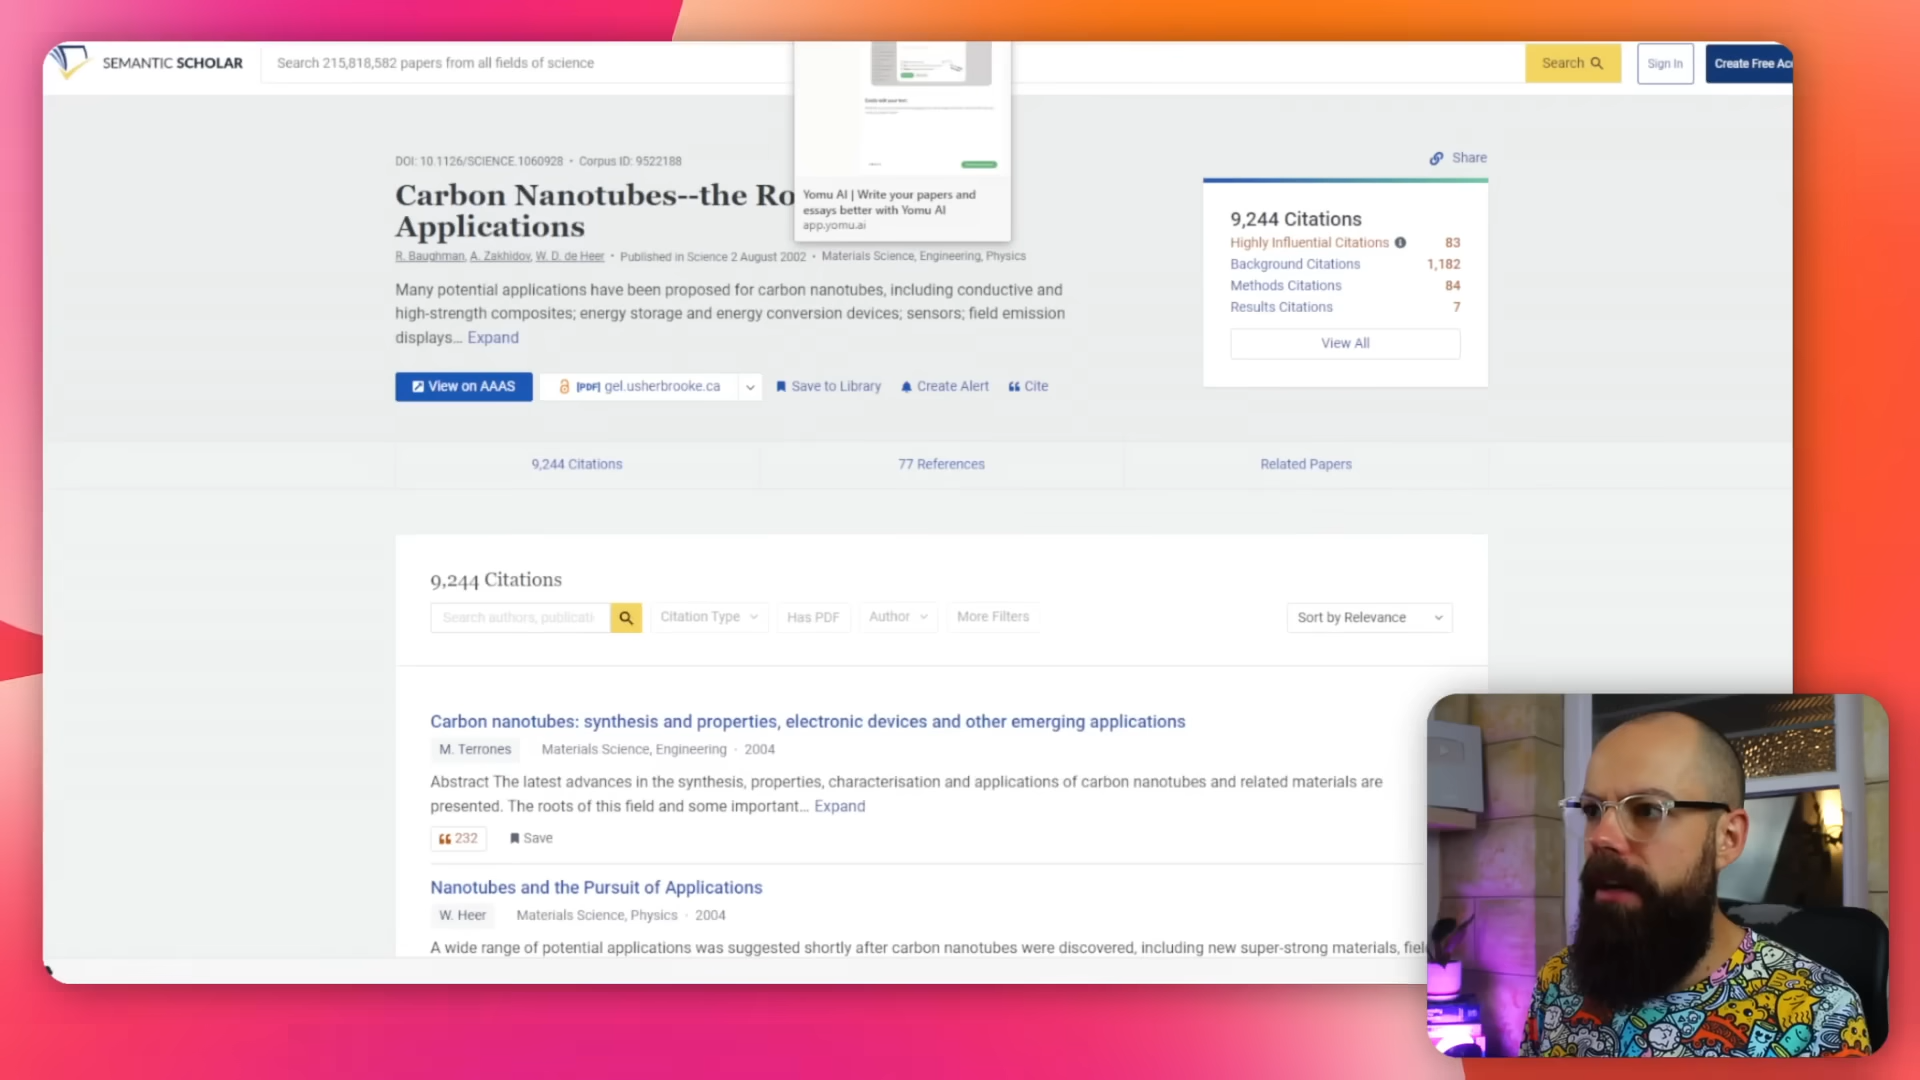 SEMANTIC SCHOLAR
Search 215,818,582 papers from all fields of science
Search
Sign In
Create Free Acc
DOI: 10.1126/SCIENCE.1060928 • Corpus ID: 9522188
Carbon Nanotubes--the Ro
Applications
Yomu AI | Write your papers and
essays better with Yomu AI
app.yomu.ai
R. Baughman, A. Zakhidov, W. D. de Heer • Published in Science 2 August 2002 • Materials Science, Engineering, Physics
Many potential applications have been proposed for carbon nanotubes, including conductive and
high-strength composites; energy storage and energy conversion devices; sensors; field emission
displays... Expand
View on AAAS
[PDF] gel.usherbrooke.ca
Save to Library
Create Alert
Cite
Share
9,244 Citations
Highly Influential Citations 83
Background Citations 1,182
Methods Citations 84
Results Citations 7
View All
9,244 Citations
77 References
Related Papers
9,244 Citations
Search authors, publicati
Citation Type
Has PDF
Author
More Filters
Sort by Relevance
Carbon nanotubes: synthesis and properties, electronic devices and other emerging applications
M. Terrones Materials Science, Engineering · 2004
Abstract The latest advances in the synthesis, properties, characterisation and applications of carbon nanotubes and related materials are
presented. The roots of this field and some important... Expand
232 Save
Nanotubes and the Pursuit of Applications
W. Heer Materials Science, Physics · 2004
A wide range of potential applications was suggested shortly after carbon nanotubes were discovered, including new super-strong materials, fiel